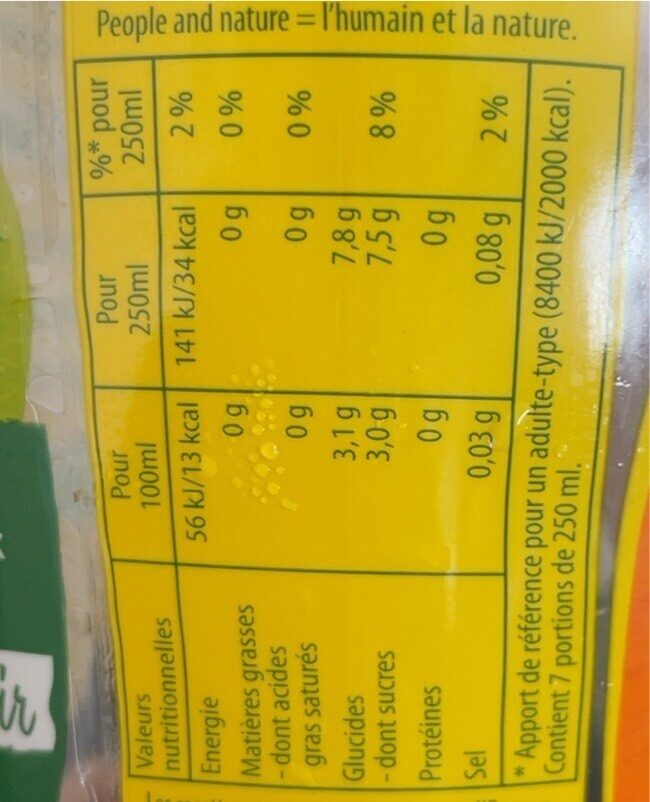 People and nature = l'humain et la nature.
Valeurs nutritionnelles Pour 100ml Pour 250ml %* pour 250ml
Energie 56 kJ/13 kcal 141 kJ/34 kcal 2 %
Matières grasses 0 g 0 g 0 %
- dont acides gras saturés 0 g 0 g 0 %
Glucides 3,1 g 7,8 g
- dont sucres 3,0 g 7,5 g 8 %
Protéines 0 g 0 g
Sel 0,03 g 0,08 g 2 %
* Apport de référence pour un adulte-type (8400 kJ/2000 kcal).
Contient 7 portions de 250 ml.
ir